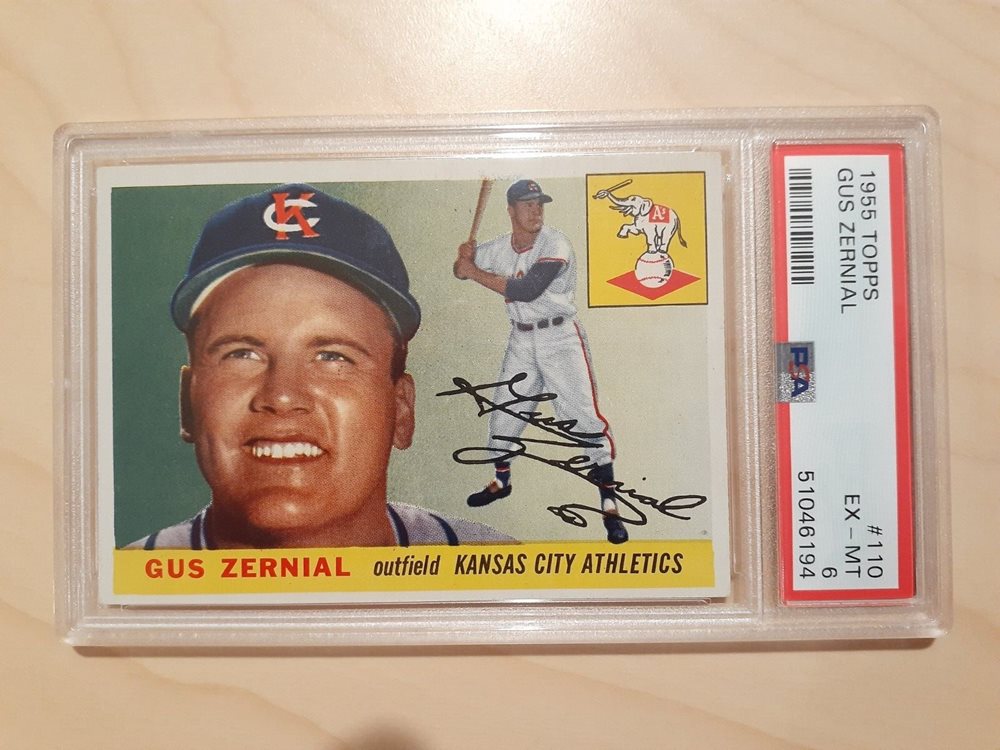 KC
A's
Gus
Zernial
GUS ZERNIAL outfield KANSAS CITY ATHLETICS
1955 TOPPS
GUS ZERNIAL
#110
EX - MT
6
51046194
PSA